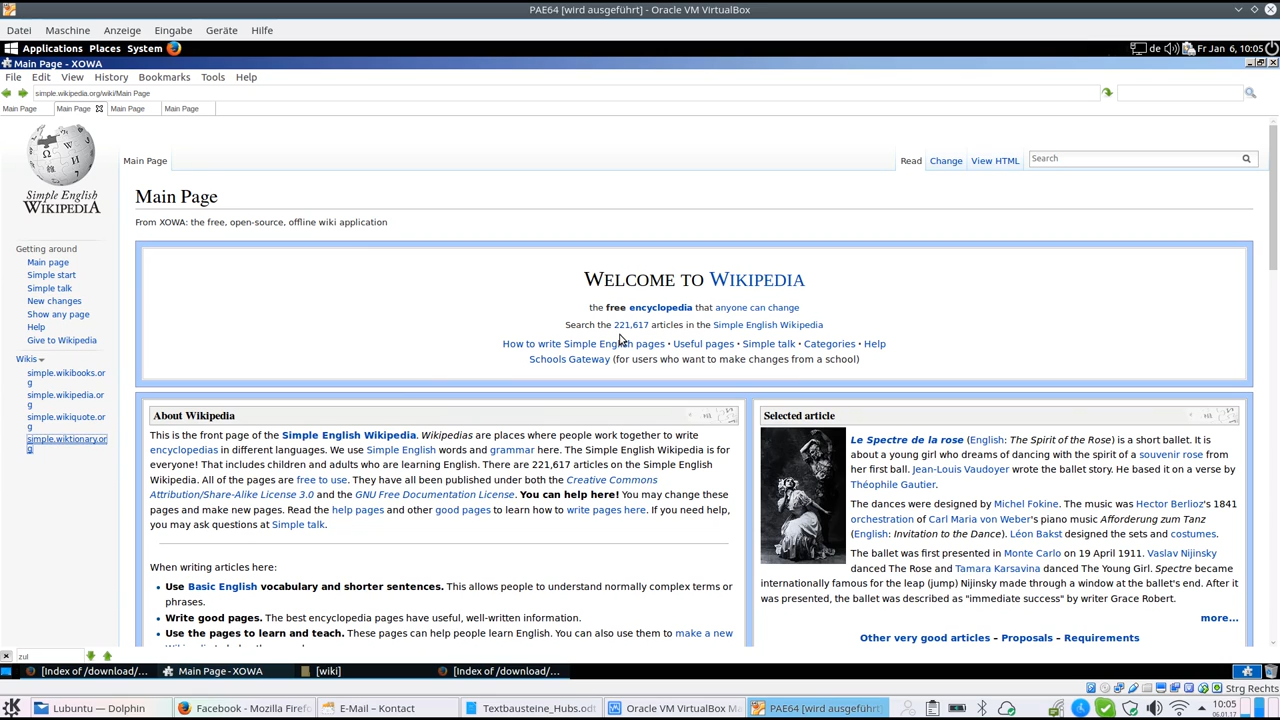 PAE64 [wird ausgeführt] - Oracle VM VirtualBox
Datei Maschine Anzeige Eingabe Geräte Hilfe
Applications Places System de Fr Jan 6, 10:05
Main Page - XOWA
File Edit View History Bookmarks Tools Help
simple.wikipedia.org/wiki/Main Page
Main Page Main Page Main Page Main Page
Main Page Read Change View HTML Search
Simple English
WIKIPEDIA
Main Page
From XOWA: the free, open-source, offline wiki application
Getting around
Main page
Simple start
Simple talk
New changes
Show any page
Help
Give to Wikipedia
Wikis
simple.wikibooks.or
g
simple.wikipedia.or
g
simple.wikiquote.or
g
simple.wiktionary.or
g
WELCOME TO WIKIPEDIA
the free encyclopedia that anyone can change
Search the 221,617 articles in the Simple English Wikipedia
How to write Simple English pages · Useful pages · Simple talk · Categories · Help
Schools Gateway (for users who want to make changes from a school)
About Wikipedia
This is the front page of the Simple English Wikipedia. Wikipedias are places where people work together to write
encyclopedias in different languages. We use Simple English words and grammar here. The Simple English Wikipedia is for
everyone! That includes children and adults who are learning English. There are 221,617 articles on the Simple English
Wikipedia. All of the pages are free to use. They have all been published under both the Creative Commons
Attribution/Share-Alike License 3.0 and the GNU Free Documentation License. You can help here! You may change these
pages and make new pages. Read the help pages and other good pages to learn how to write pages here. If you need help,
you may ask questions at Simple talk.
When writing articles here:
• Use Basic English vocabulary and shorter sentences. This allows people to understand normally complex terms or
phrases.
• Write good pages. The best encyclopedia pages have useful, well-written information.
• Use the pages to learn and teach. These pages can help people learn English. You can also use them to make a new
Selected article
Le Spectre de la rose (English: The Spirit of the Rose) is a short ballet. It is
about a young girl who dreams of dancing with the spirit of a souvenir rose from
her first ball. Jean-Louis Vaudoyer wrote the ballet story. He based it on a verse by
Théophile Gautier.
The dances were designed by Michel Fokine. The music was Hector Berlioz's 1841
orchestration of Carl Maria von Weber's piano music Afforderung zum Tanz
(English: Invitation to the Dance). Léon Bakst designed the sets and costumes.
The ballet was first presented in Monte Carlo on 19 April 1911. Vaslav Nijinsky
danced The Rose and Tamara Karsavina danced The Young Girl. Spectre became
internationally famous for the leap (jump) Nijinsky made through a window at the ballet's end. After it
was presented, the ballet was described as "immediate success" by writer Grace Robert.
more...
Other very good articles – Proposals – Requirements
zul
[Index of /download/... Main Page - XOWA [wiki] [Index of /download/...
Strg Rechts
Lubuntu — Dolphin Facebook - Mozilla Firef E-Mail – Kontact Textbausteine_Hubs.odt Oracle VM VirtualBox Ma PAE64 [wird ausgeführt] 10:05
06.01.17